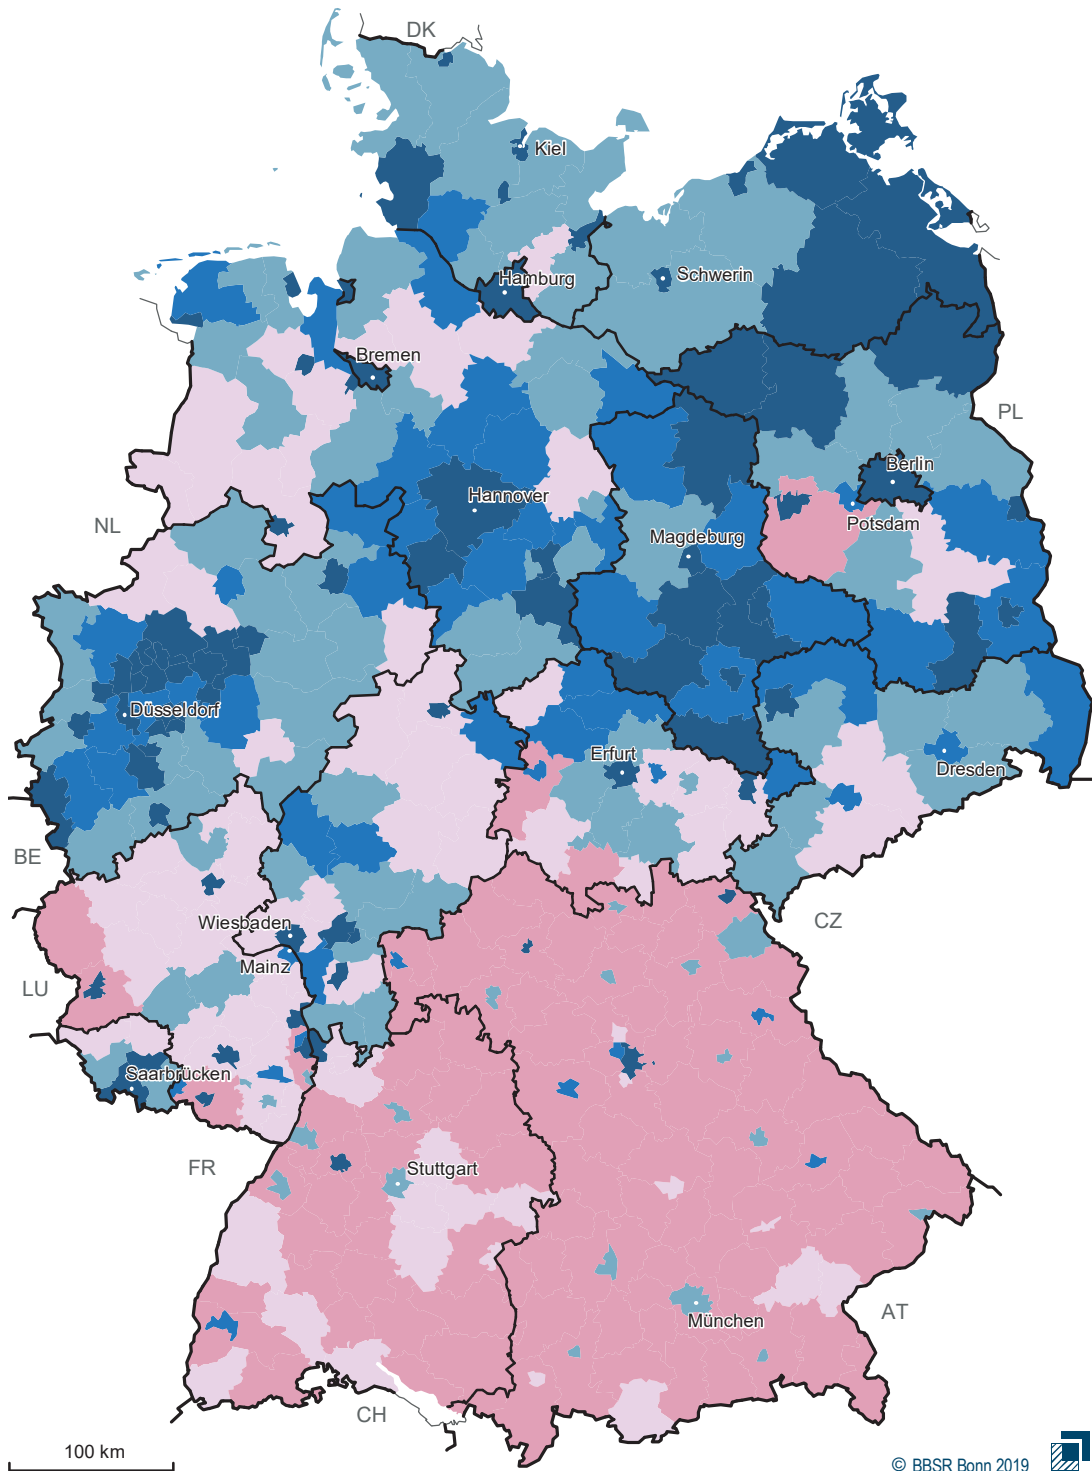 DK
Kiel
Hamburg
Schwerin
Bremen
PL
Berlin
Hannover
NL
Potsdam
Magdeburg
Düsseldorf
Erfurt
Dresden
BE
Wiesbaden
CZ
Mainz
LU
Saarbrücken
FR
Stuttgart
AT
München
CH
100 km
© BBSR Bonn 2019